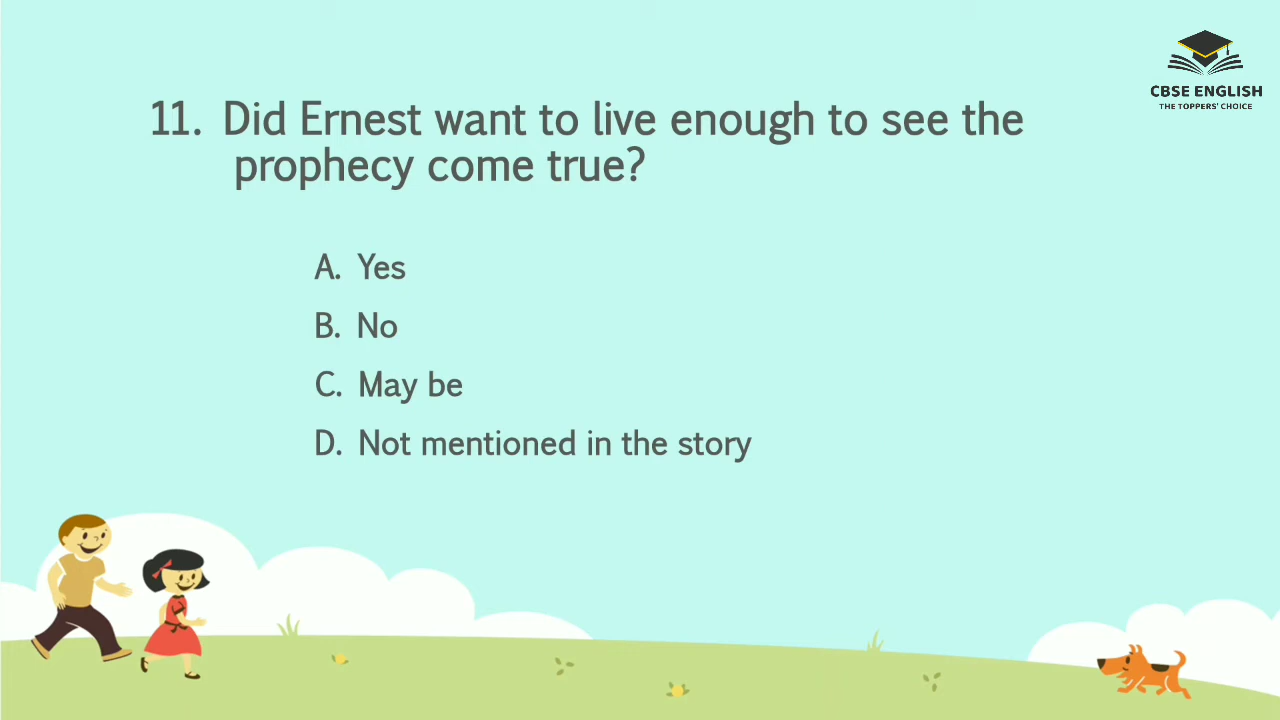 CBSE ENGLISH
THE TOPPERS' CHOICE
11. Did Ernest want to live enough to see the
prophecy come true?
A. Yes
B. No
C. May be
D. Not mentioned in the story